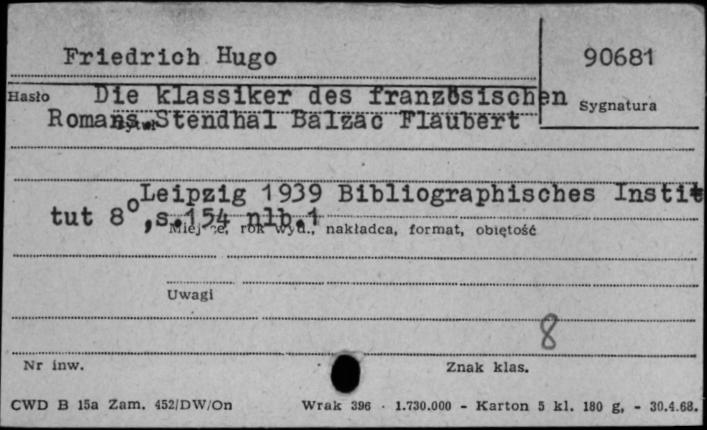 Friedrich Hugo
90681
Hasło Die klassiker des französischen
Sygnatura
Romans Stendhal Balzac Flaubert
Leipzig 1939 Bibliographisches Instit
tut 8°,s.154 nlb.1
Miejsce, rok wyd., nakładca, format, objętość
Uwagi
8
Nr inw.
Znak klas.
CWD B 15a Zam. 452/DW/On Wrak 396 · 1.730.000 - Karton 5 kl. 180 g, - 30.4.68.